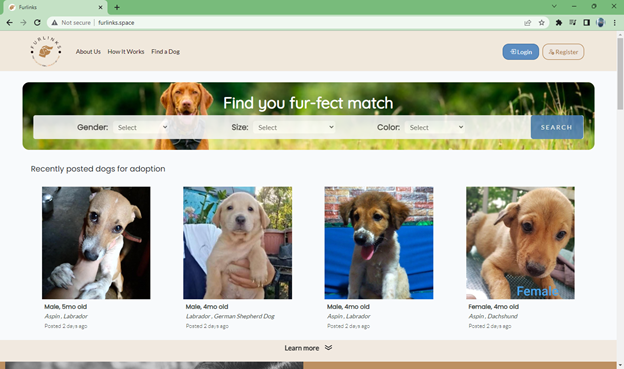 Furlinks
Not secure | furlinks.space
FURLINKS
About Us How It Works Find a Dog
Login Register
Find you fur-fect match
Gender: Select Size: Select Color: Select SEARCH
Recently posted dogs for adoption
Female
Male, 5mo old Male, 4mo old Male, 4mo old Female, 4mo old
Aspin , Labrador Labrador , German Shepherd Dog Aspin , Labrador Aspin , Dachshund
Posted 2 days ago Posted 2 days ago Posted 2 days ago Posted 2 days ago
Learn more